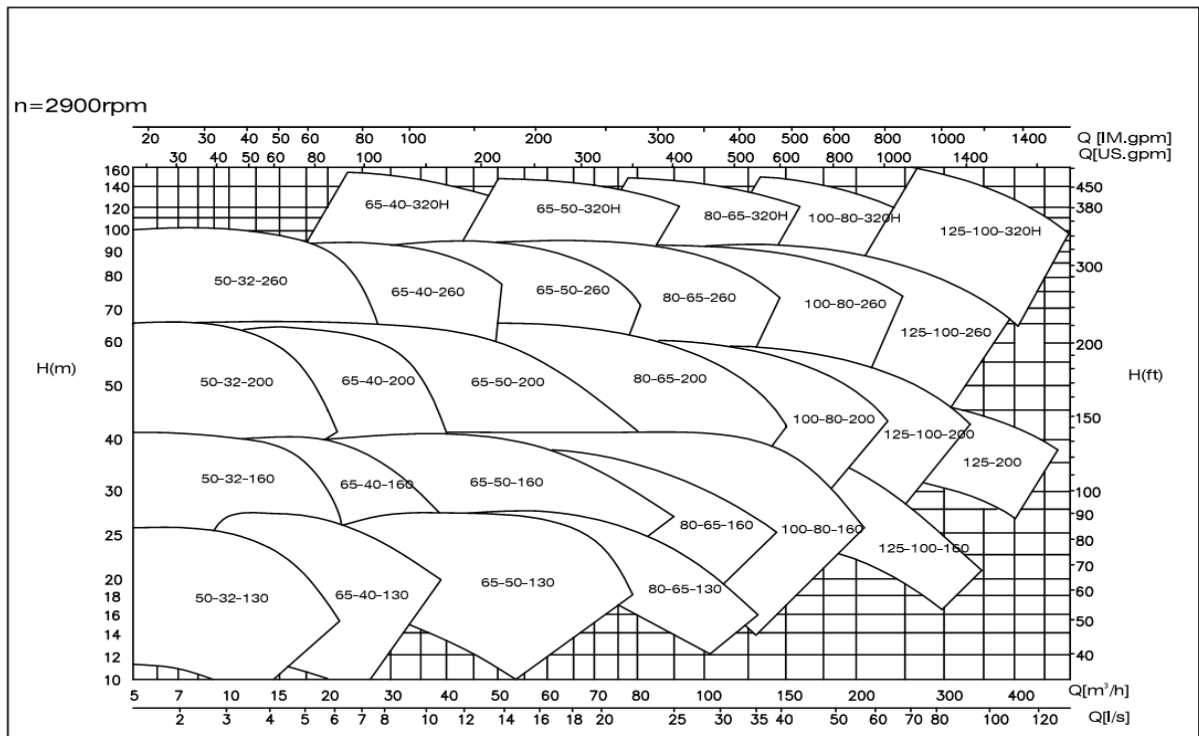 n=2900rpm
20 30 40 50 60 80 100 200 300 400 500 600 800 1000 1400 Q [IM.gpm]
30 40 50 60 80 100 200 300 400 500 600 800 1000 1400 Q[US.gpm]
160 450
140
65-40-320H 65-50-320H 80-65-320H 100-80-320H
120 380
125-100-320H
100
90 300
80 50-32-260 65-40-260 65-50-260 80-65-260 100-80-260
70
125-100-260
60 200
H(m) H(ft)
50 50-32-200 65-40-200 65-50-200 80-65-200
150
100-80-200
40 125-100-200
125-200
50-32-160 65-40-160 65-50-160
30 100
90
80-65-160 100-80-160
25 80
125-100-160
70
20
65-50-130 80-65-130
18 50-32-130 65-40-130 60
16 50
14
12 40
10
5 7 10 15 20 30 40 50 60 70 80 100 150 200 300 400 Q[m³/h]
2 3 4 5 6 7 8 10 12 14 16 18 20 25 30 35 40 50 60 70 80 100 120 Q[l/s]